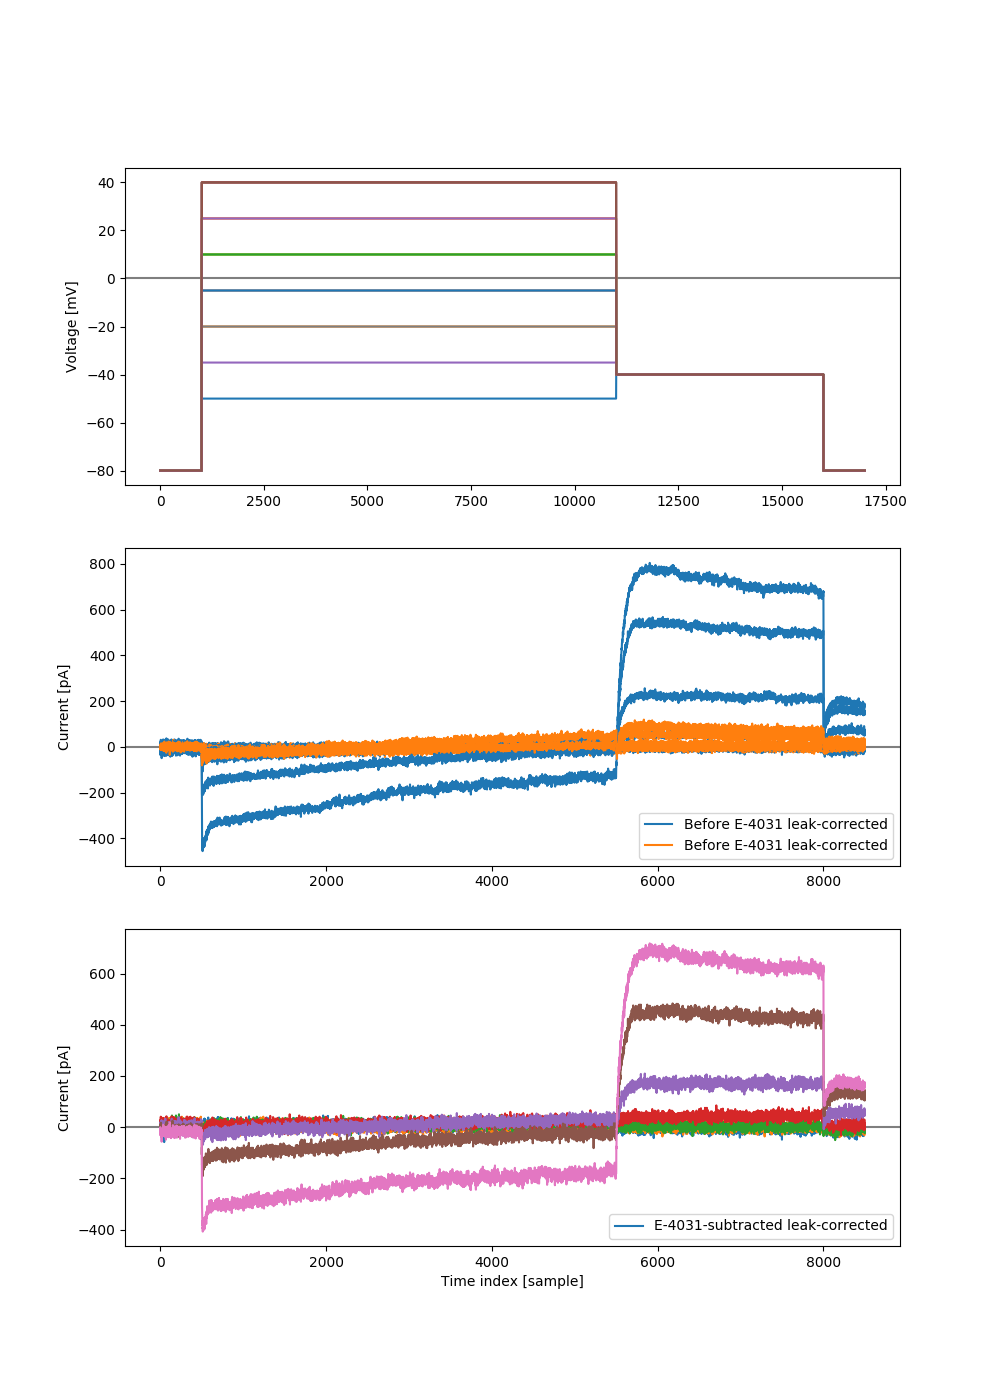 40
20
0
−20
−40
−60
−80
Voltage [mV]
0 2500 5000 7500 10000 12500 15000 17500
800
600
400
200
0
−200
−400
Current [pA]
Before E-4031 leak-corrected
Before E-4031 leak-corrected
0 2000 4000 6000 8000
600
400
200
0
−200
−400
Current [pA]
E-4031-subtracted leak-corrected
0 2000 4000 6000 8000
Time index [sample]